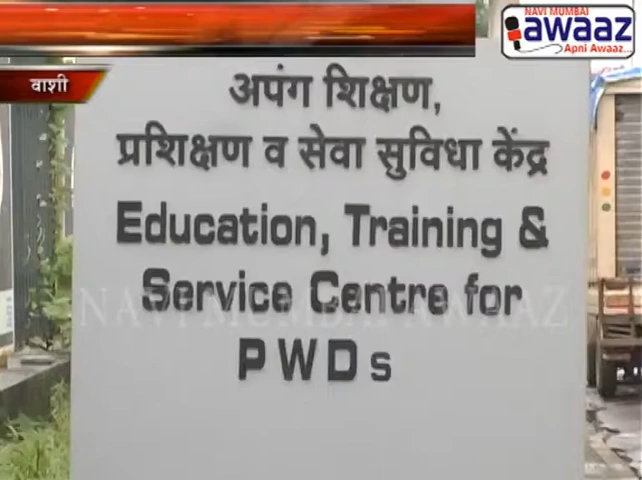 NAVI MUMBAI
awaaz
Apni Awaaz...
वाशी
अपंग शिक्षण,
प्रशिक्षण व सेवा सुविधा केंद्र
Education, Training &
Service Centre for
NAVI MUMBAI AWAAZ
PWDs